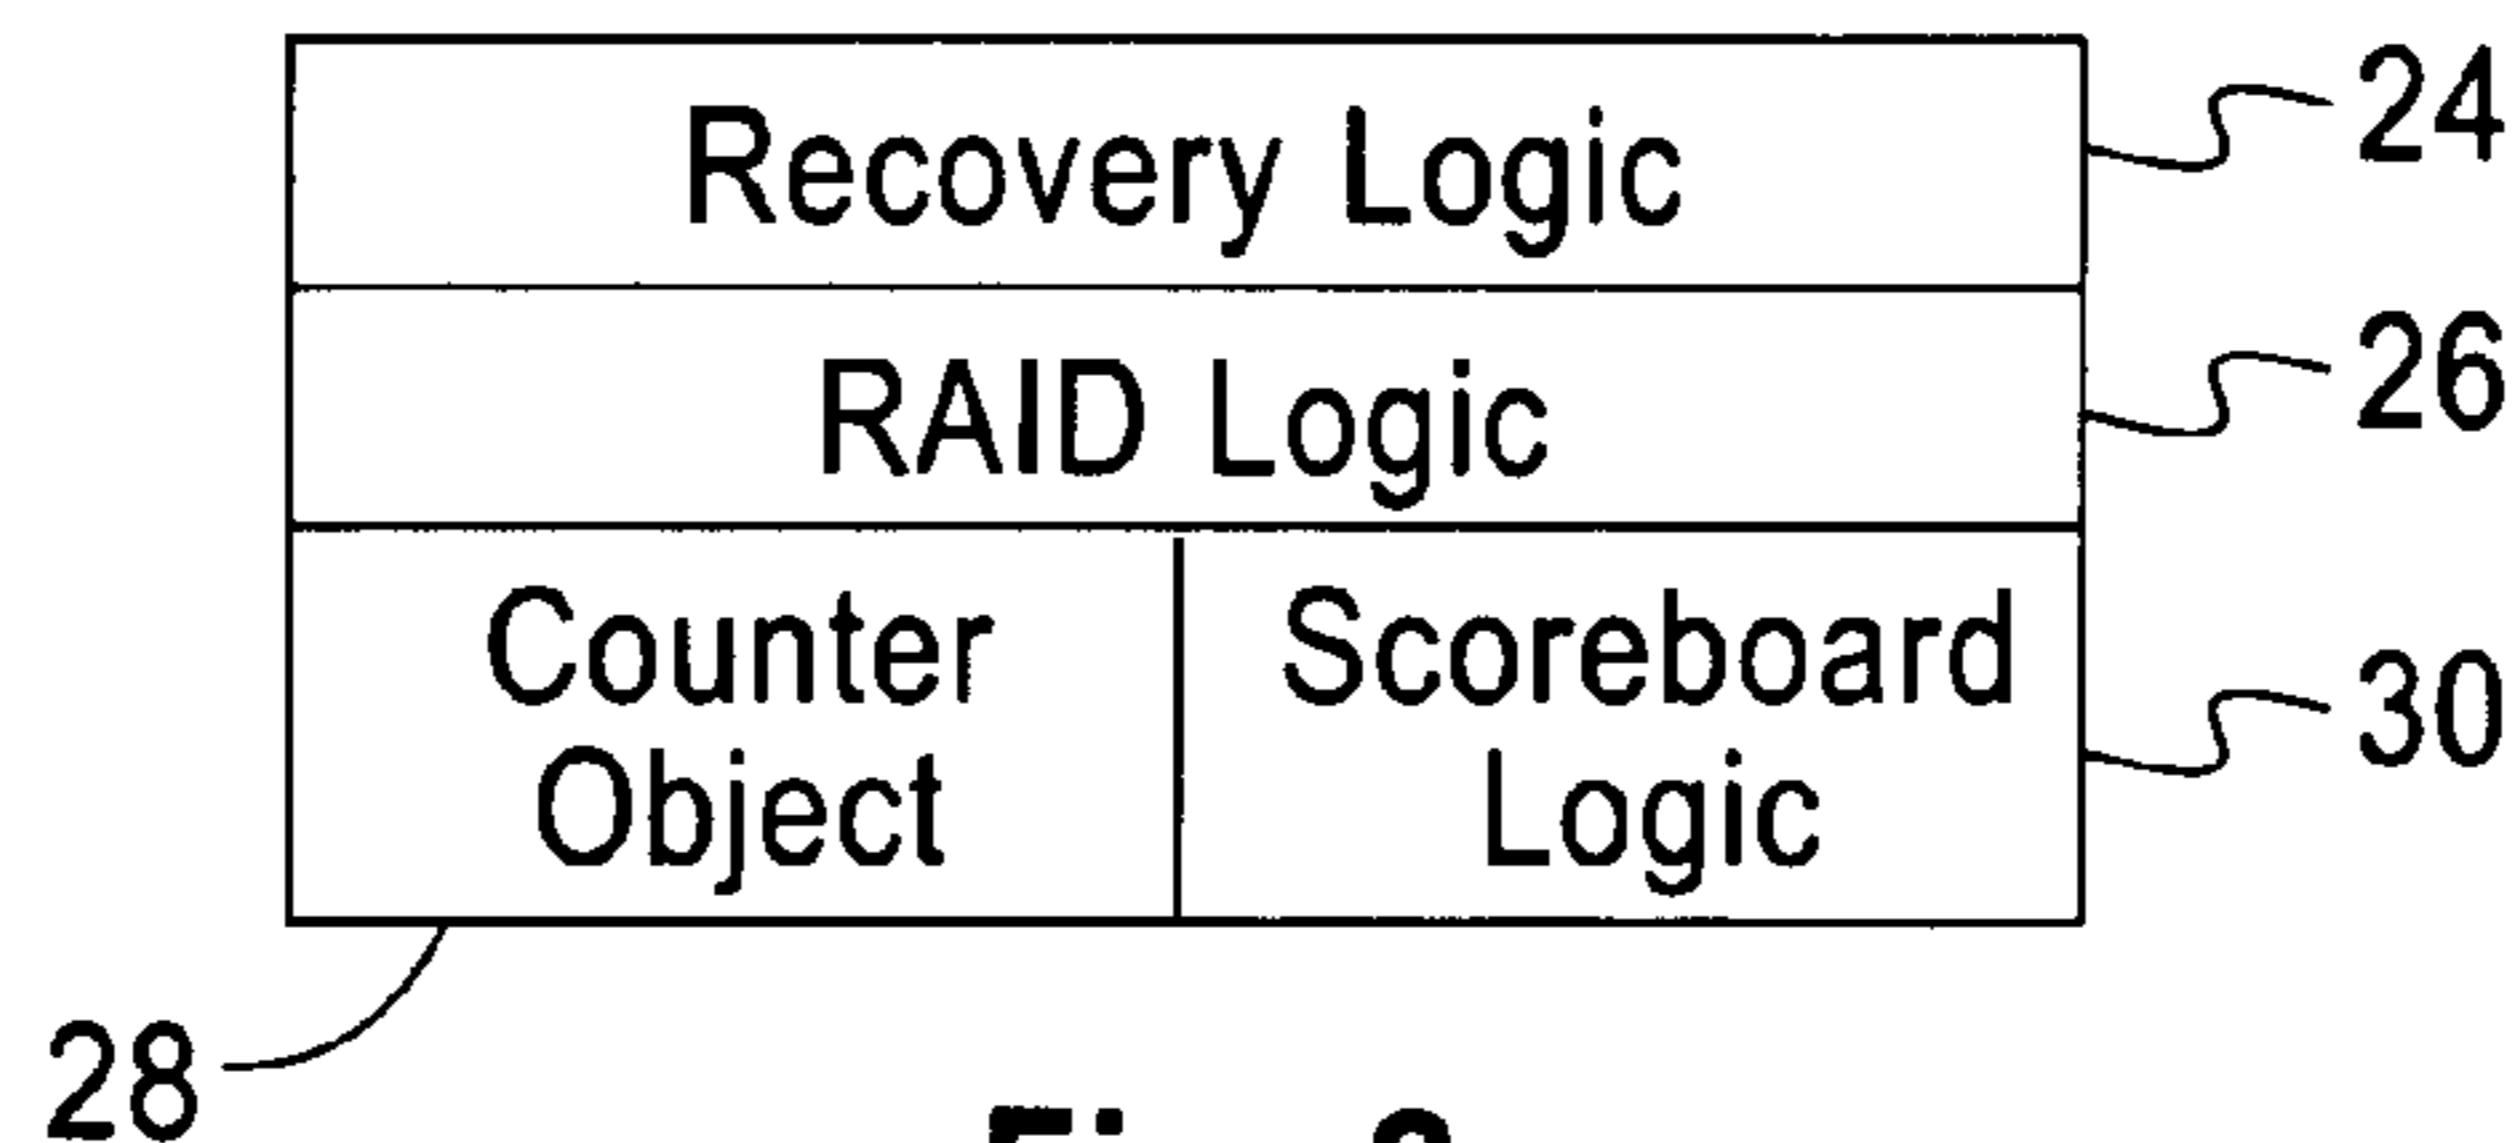 Recovery Logic 24
RAID Logic 26
Counter Object
Scoreboard Logic 30
28